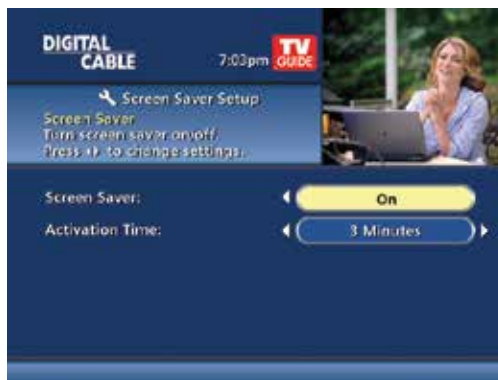 DIGITAL
CABLE
7:03pm
TV
GUIDE
Screen Saver Setup
Screen Saver
Turn screen saver on/off.
Press ◂▸ to change settings.
Screen Saver:
On
Activation Time:
3 Minutes